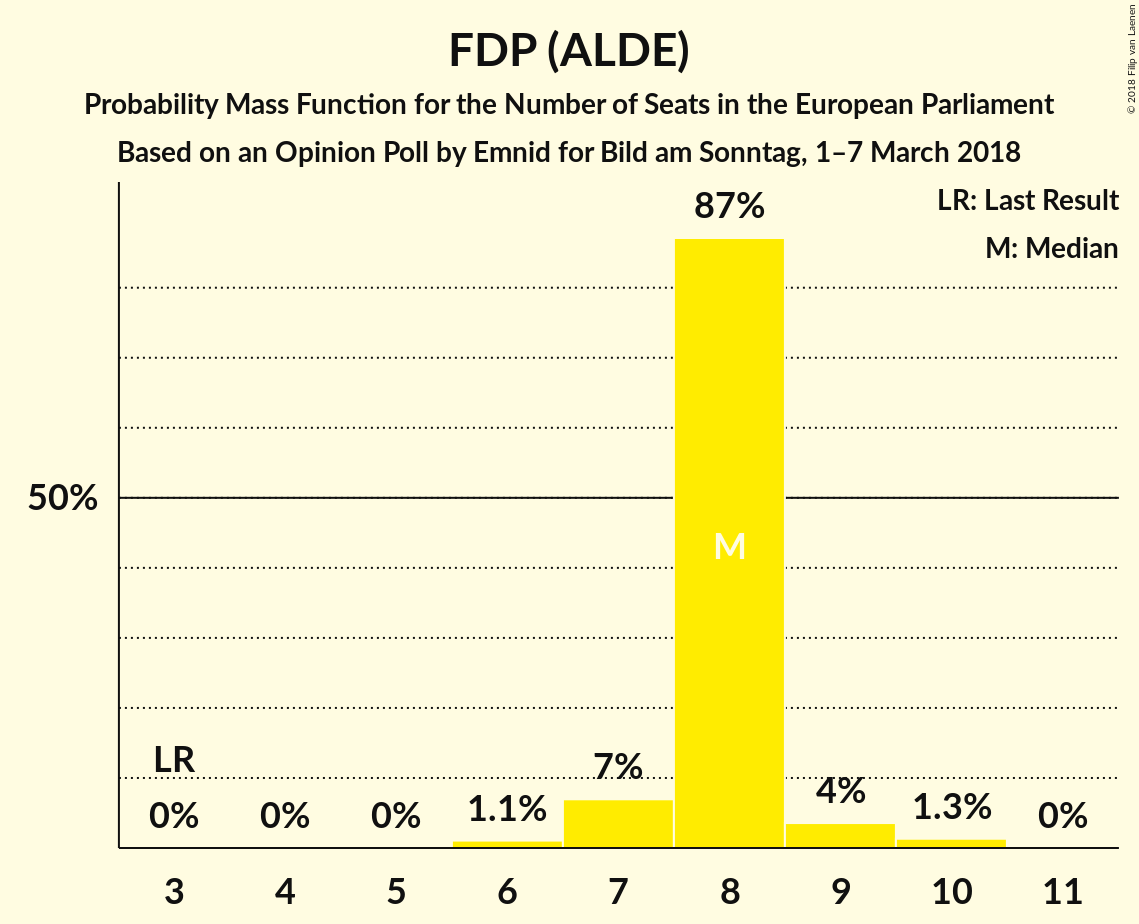 FDP (ALDE)
Probability Mass Function for the Number of Seats in the European Parliament
Based on an Opinion Poll by Emnid for Bild am Sonntag, 1–7 March 2018
© 2018 Filip van Laenen
LR: Last Result
M: Median
87%
50%
M
LR
0%
0%
0%
1.1%
7%
4%
1.3%
0%
3 4 5 6 7 8 9 10 11